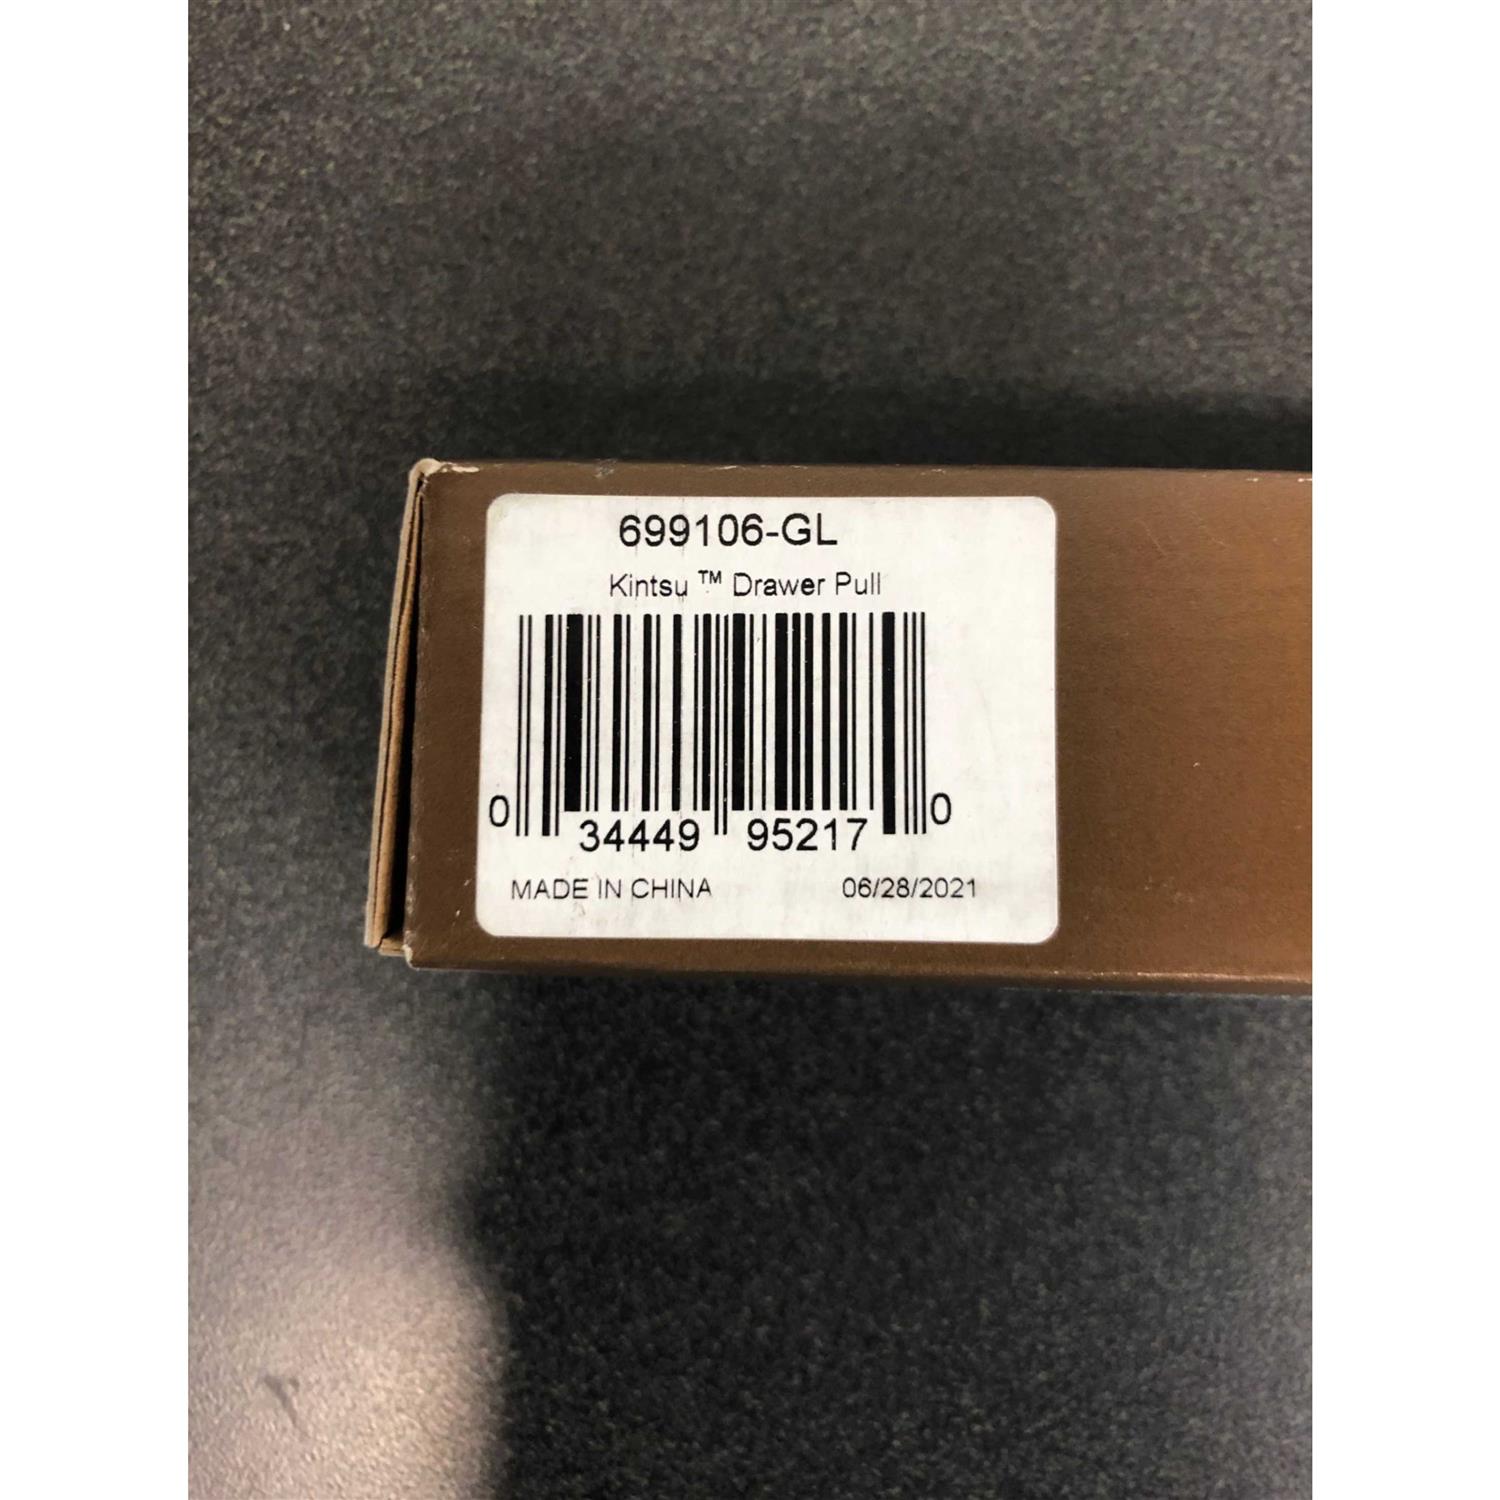 699106-GL
Kintsu ™ Drawer Pull
0 34449 95217 0
MADE IN CHINA 06/28/2021